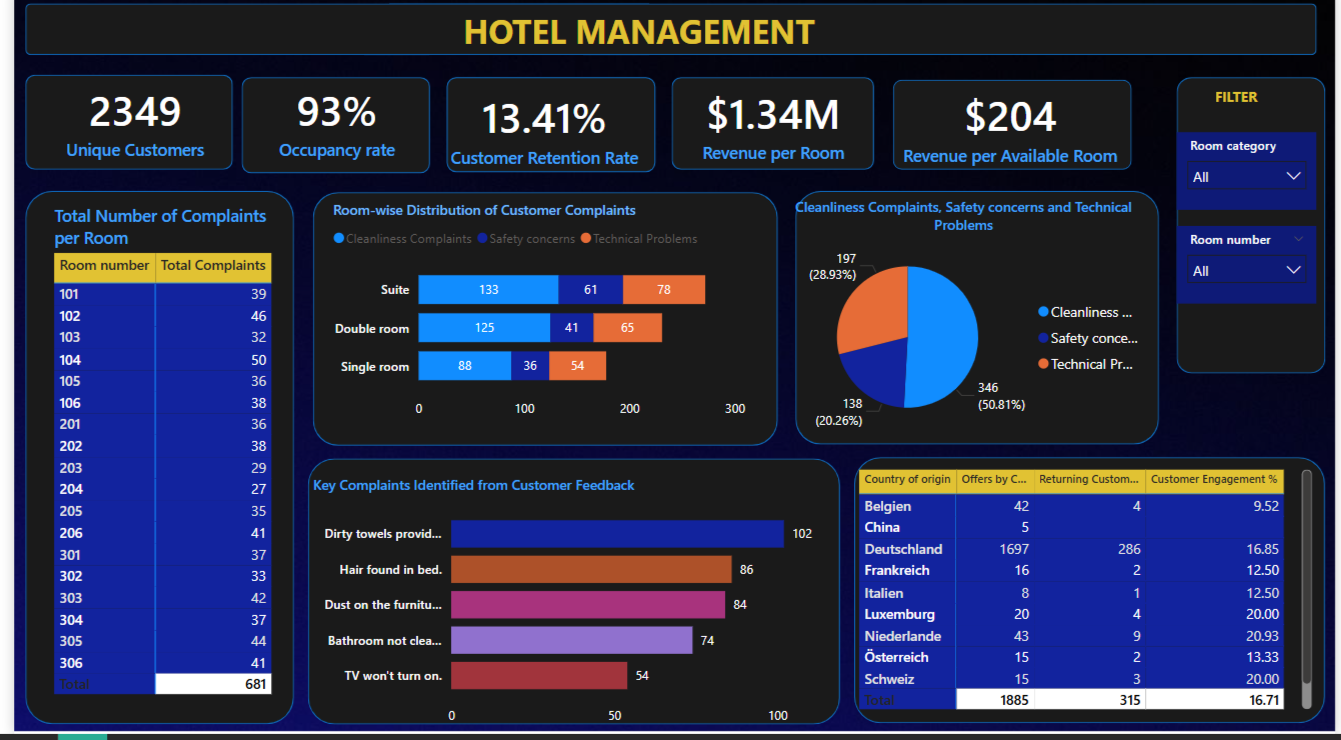 HOTEL MANAGEMENT
2349
Unique Customers
93%
Occupancy rate
13.41%
Customer Retention Rate
$1.34M
Revenue per Room
$204
Revenue per Available Room
FILTER
Room category
All
Room number
All
Total Number of Complaints
per Room
Room number Total Complaints
101 39
102 46
103 32
104 50
105 36
106 38
201 36
202 38
203 29
204 27
205 35
206 41
301 37
302 33
303 42
304 37
305 44
306 41
Total 681
Room-wise Distribution of Customer Complaints
Cleanliness Complaints Safety concerns Technical Problems
Suite 133 61 78
Double room 125 41 65
Single room 88 36 54
0 100 200 300
Cleanliness Complaints, Safety concerns and Technical
Problems
197
(28.93%)
138
(20.26%)
346
(50.81%)
Cleanliness ...
Safety conce...
Technical Pr...
Key Complaints Identified from Customer Feedback
Dirty towels provid... 102
Hair found in bed. 86
Dust on the furnitu... 84
Bathroom not clea... 74
TV won't turn on. 54
0 50 100
Country of origin Offers by C... Returning Custom... Customer Engagement %
Belgien 42 4 9.52
China 5
Deutschland 1697 286 16.85
Frankreich 16 2 12.50
Italien 8 1 12.50
Luxemburg 20 4 20.00
Niederlande 43 9 20.93
Österreich 15 2 13.33
Schweiz 15 3 20.00
Total 1885 315 16.71